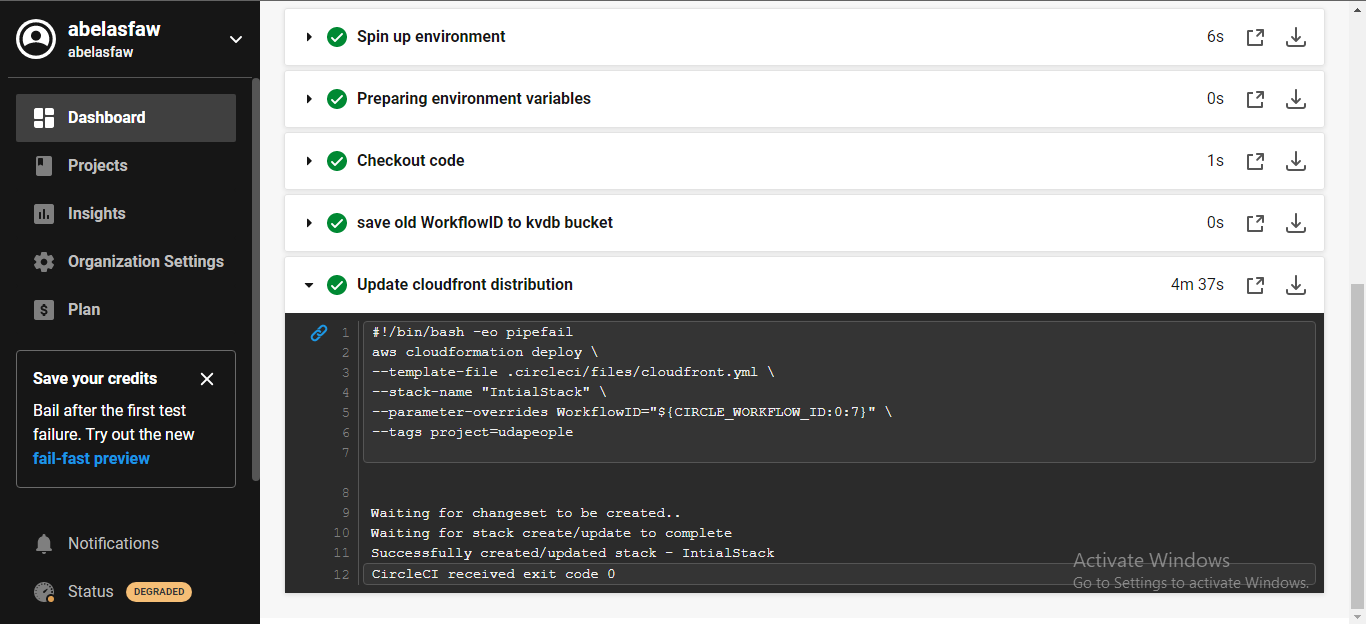 abelasfaw
abelasfaw
Dashboard
Projects
Insights
Organization Settings
Plan
Save your credits
Bail after the first test
failure. Try out the new
fail-fast preview
Notifications
Status DEGRADED
Spin up environment 6s
Preparing environment variables 0s
Checkout code 1s
save old WorkflowID to kvdb bucket 0s
Update cloudfront distribution 4m 37s
1 #!/bin/bash -eo pipefail
2 aws cloudformation deploy \
3 --template-file .circleci/files/cloudfront.yml \
4 --stack-name "IntialStack" \
5 --parameter-overrides WorkflowID="${CIRCLE_WORKFLOW_ID:0:7}" \
6 --tags project=udapeople
7
8
9 Waiting for changeset to be created..
10 Waiting for stack create/update to complete
11 Successfully created/updated stack - IntialStack
12 CircleCI received exit code 0
Activate Windows
Go to Settings to activate Windows.